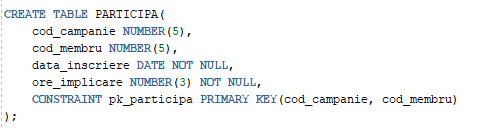 CREATE TABLE PARTICIPA(
    cod_campanie NUMBER(5),
    cod_membru NUMBER(5),
    data_inscriere DATE NOT NULL,
    ore_implicare NUMBER(3) NOT NULL,
    CONSTRAINT pk_participa PRIMARY KEY(cod_campanie, cod_membru)
);